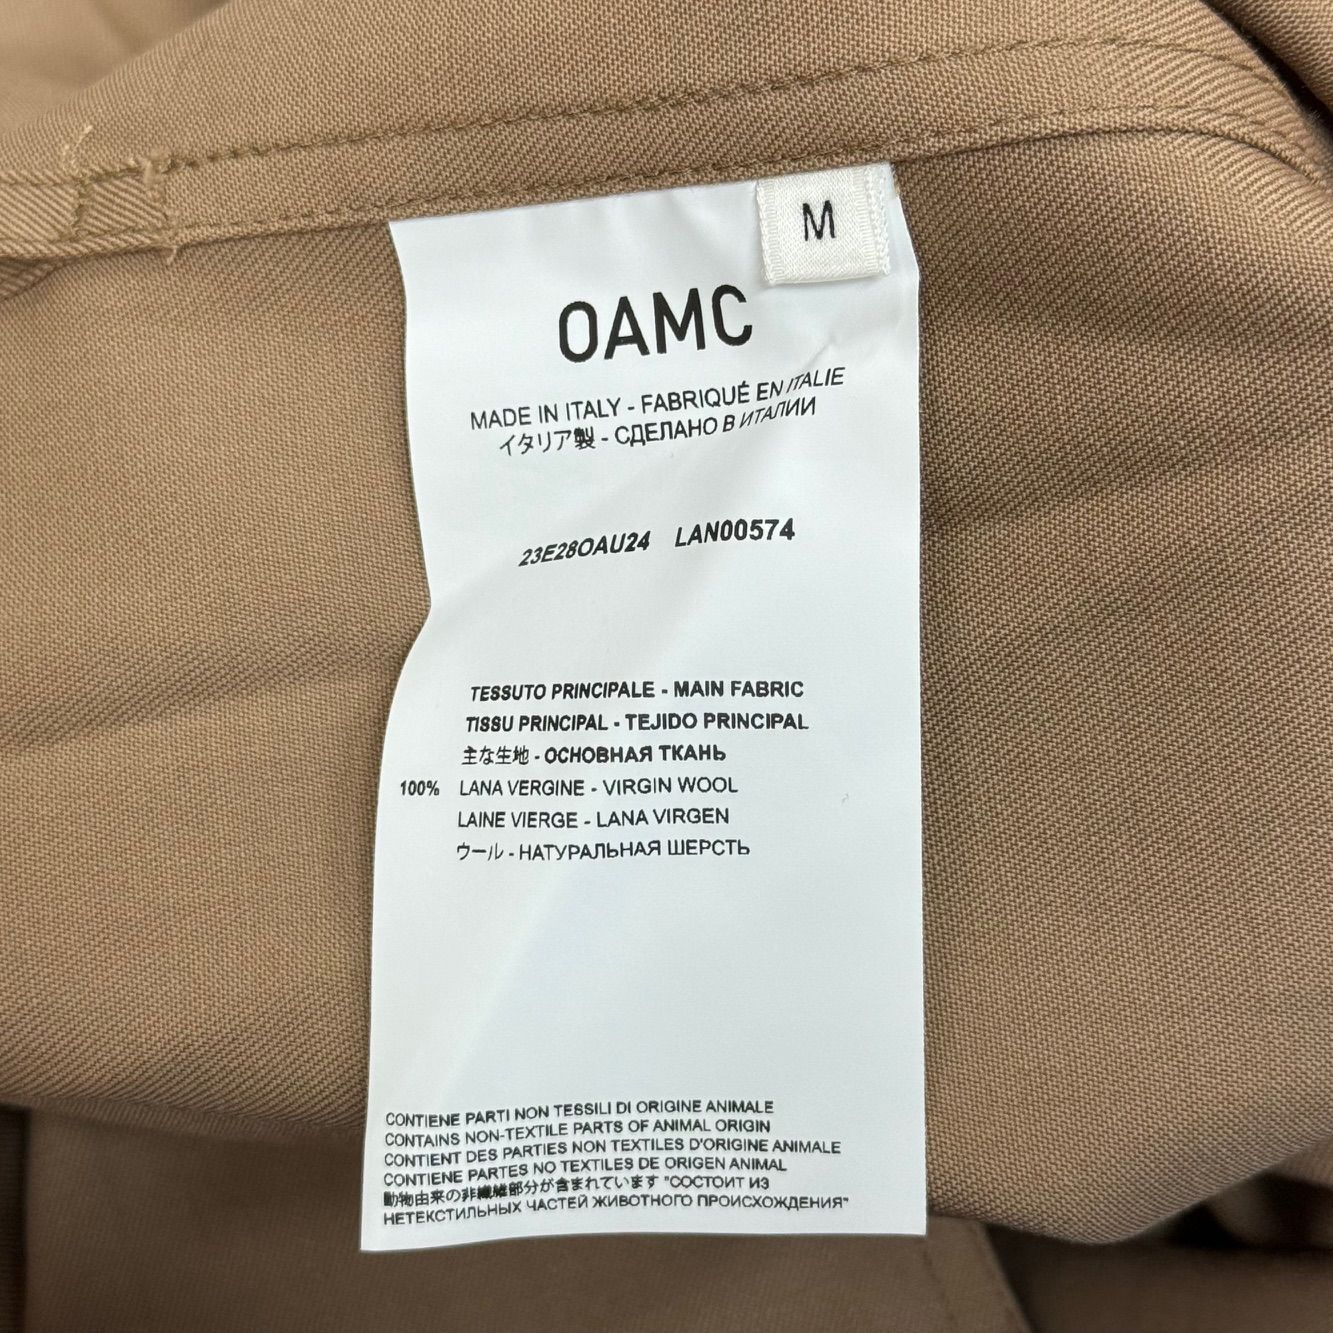 M
OAMC
MADE IN ITALY - FABRIQUÉ EN ITALIE
イタリア製 - СДЕЛАНО В ИТАЛИИ
23E28OAU24 LAN00574
TESSUTO PRINCIPALE - MAIN FABRIC
TISSU PRINCIPAL - TEJIDO PRINCIPAL
主な生地 - ОСНОВНАЯ ТКАНЬ
100% LANA VERGINE - VIRGIN WOOL
LAINE VIERGE - LANA VIRGEN
ウール - НАТУРАЛЬНАЯ ШЕРСТЬ
CONTIENE PARTI NON TESSILI DI ORIGINE ANIMALE
CONTAINS NON-TEXTILE PARTS OF ANIMAL ORIGIN
CONTIENT DES PARTIES NON TEXTILES D'ORIGINE ANIMALE
CONTIENE PARTES NO TEXTILES DE ORIGEN ANIMAL
動物由来の非繊維部分が含まれています "СОСТОИТ ИЗ
НЕТЕКСТИЛЬНЫХ ЧАСТЕЙ ЖИВОТНОГО ПРОИСХОЖДЕНИЯ"